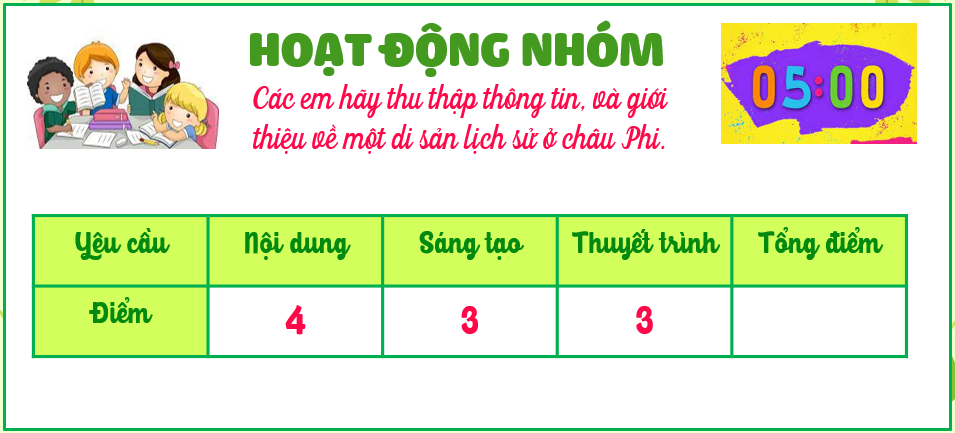 HOẠT ĐỘNG NHÓM
Các em hãy thu thập thông tin, và giới
thiệu về một di sản lịch sử ở châu Phi.
05:00
Yêu cầu Nội dung Sáng tạo Thuyết trình Tổng điểm
Điểm 4 3 3